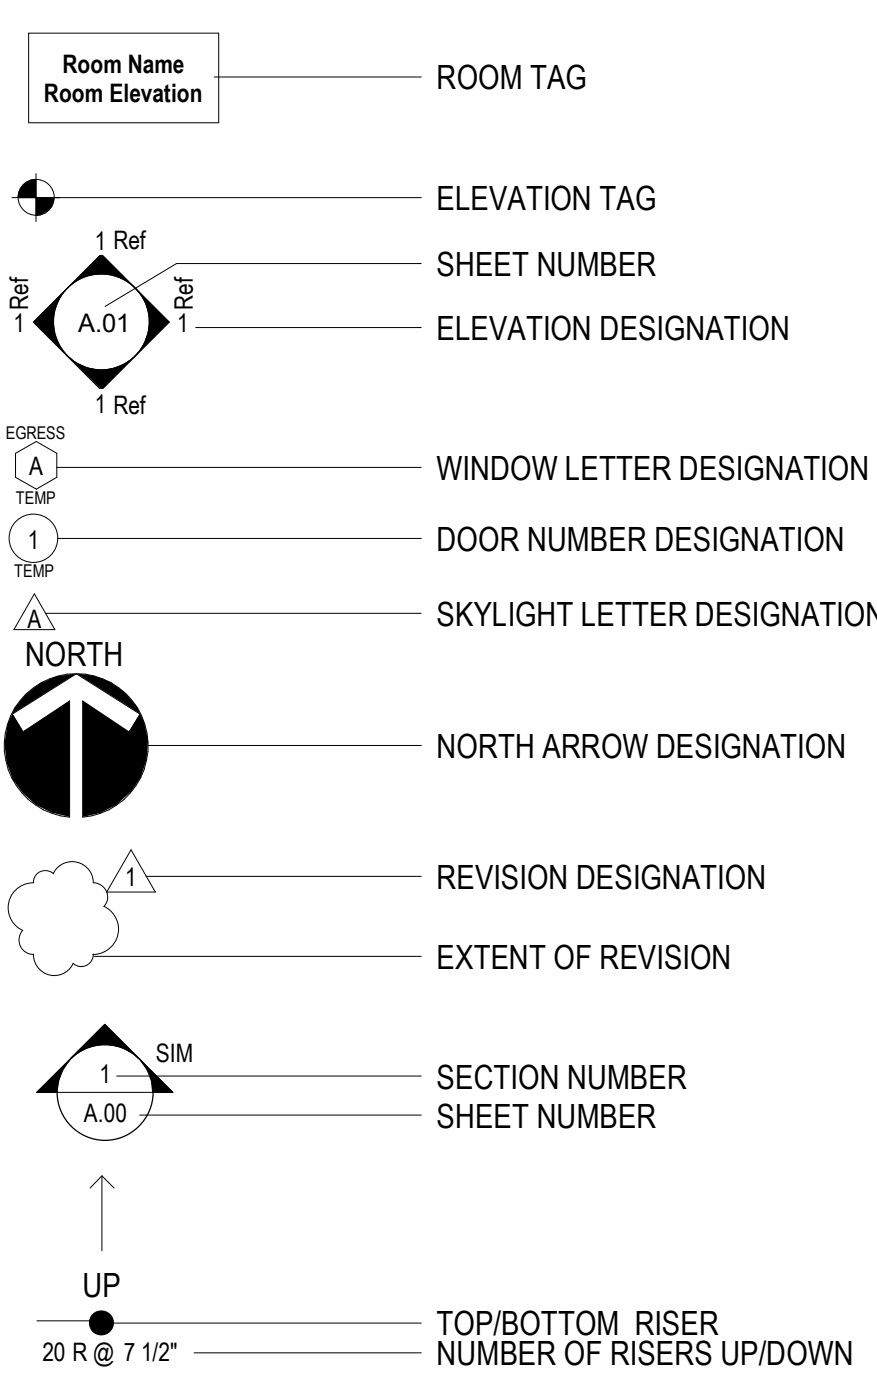 Room Name
Room Elevation
ROOM TAG
ELEVATION TAG
1 Ref
SHEET NUMBER
1 Ref
A.01
1 Ref
ELEVATION DESIGNATION
1 Ref
EGRESS
A
TEMP
WINDOW LETTER DESIGNATION
1
TEMP
DOOR NUMBER DESIGNATION
A
SKYLIGHT LETTER DESIGNATION
NORTH
NORTH ARROW DESIGNATION
1
REVISION DESIGNATION
EXTENT OF REVISION
SIM
1
SECTION NUMBER
A.00
SHEET NUMBER
UP
TOP/BOTTOM RISER
20 R @ 7 1/2"
NUMBER OF RISERS UP/DOWN